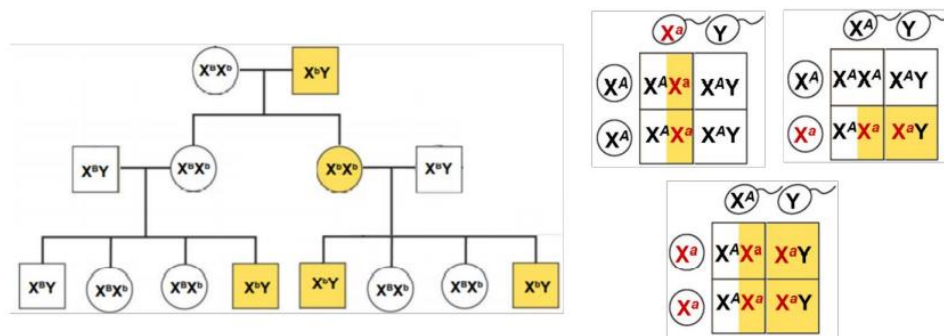 XᴮXᵇ XᵇY
XᴮY XᴮXᵇ XᵇXᵇ XᴮY
XᴮY XᴮXᵇ XᴮXᵇ XᵇY XᵇY XᴮXᵇ XᴮXᵇ XᵇY
Xᵃ Y
Xᴬ XᴬXᵃ XᴬY
Xᴬ XᴬXᵃ XᴬY
Xᴬ Y
Xᴬ XᴬXᴬ XᴬY
Xᵃ XᴬXᵃ XᵃY
Xᴬ Y
Xᵃ XᴬXᵃ XᵃY
Xᵃ XᴬXᵃ XᵃY